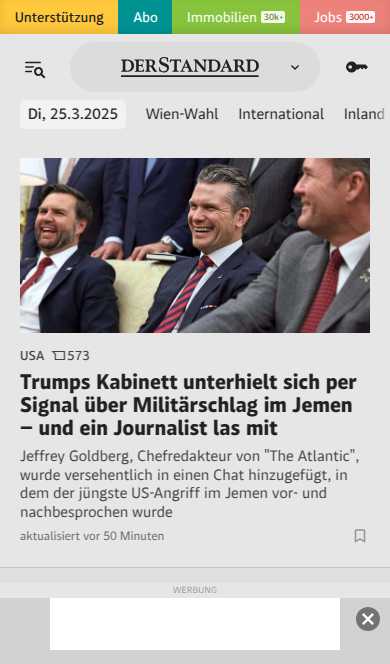 Unterstützung Abo Immobilien 30k+ Jobs 3000+
DERSTANDARD
Di, 25.3.2025 Wien-Wahl International Inland
USA 573
Trumps Kabinett unterhielt sich per
Signal über Militärschlag im Jemen
– und ein Journalist las mit
Jeffrey Goldberg, Chefredakteur von "The Atlantic",
wurde versehentlich in einen Chat hinzugefügt, in
dem der jüngste US-Angriff im Jemen vor- und
nachbesprochen wurde
aktualisiert vor 50 Minuten
WERBUNG